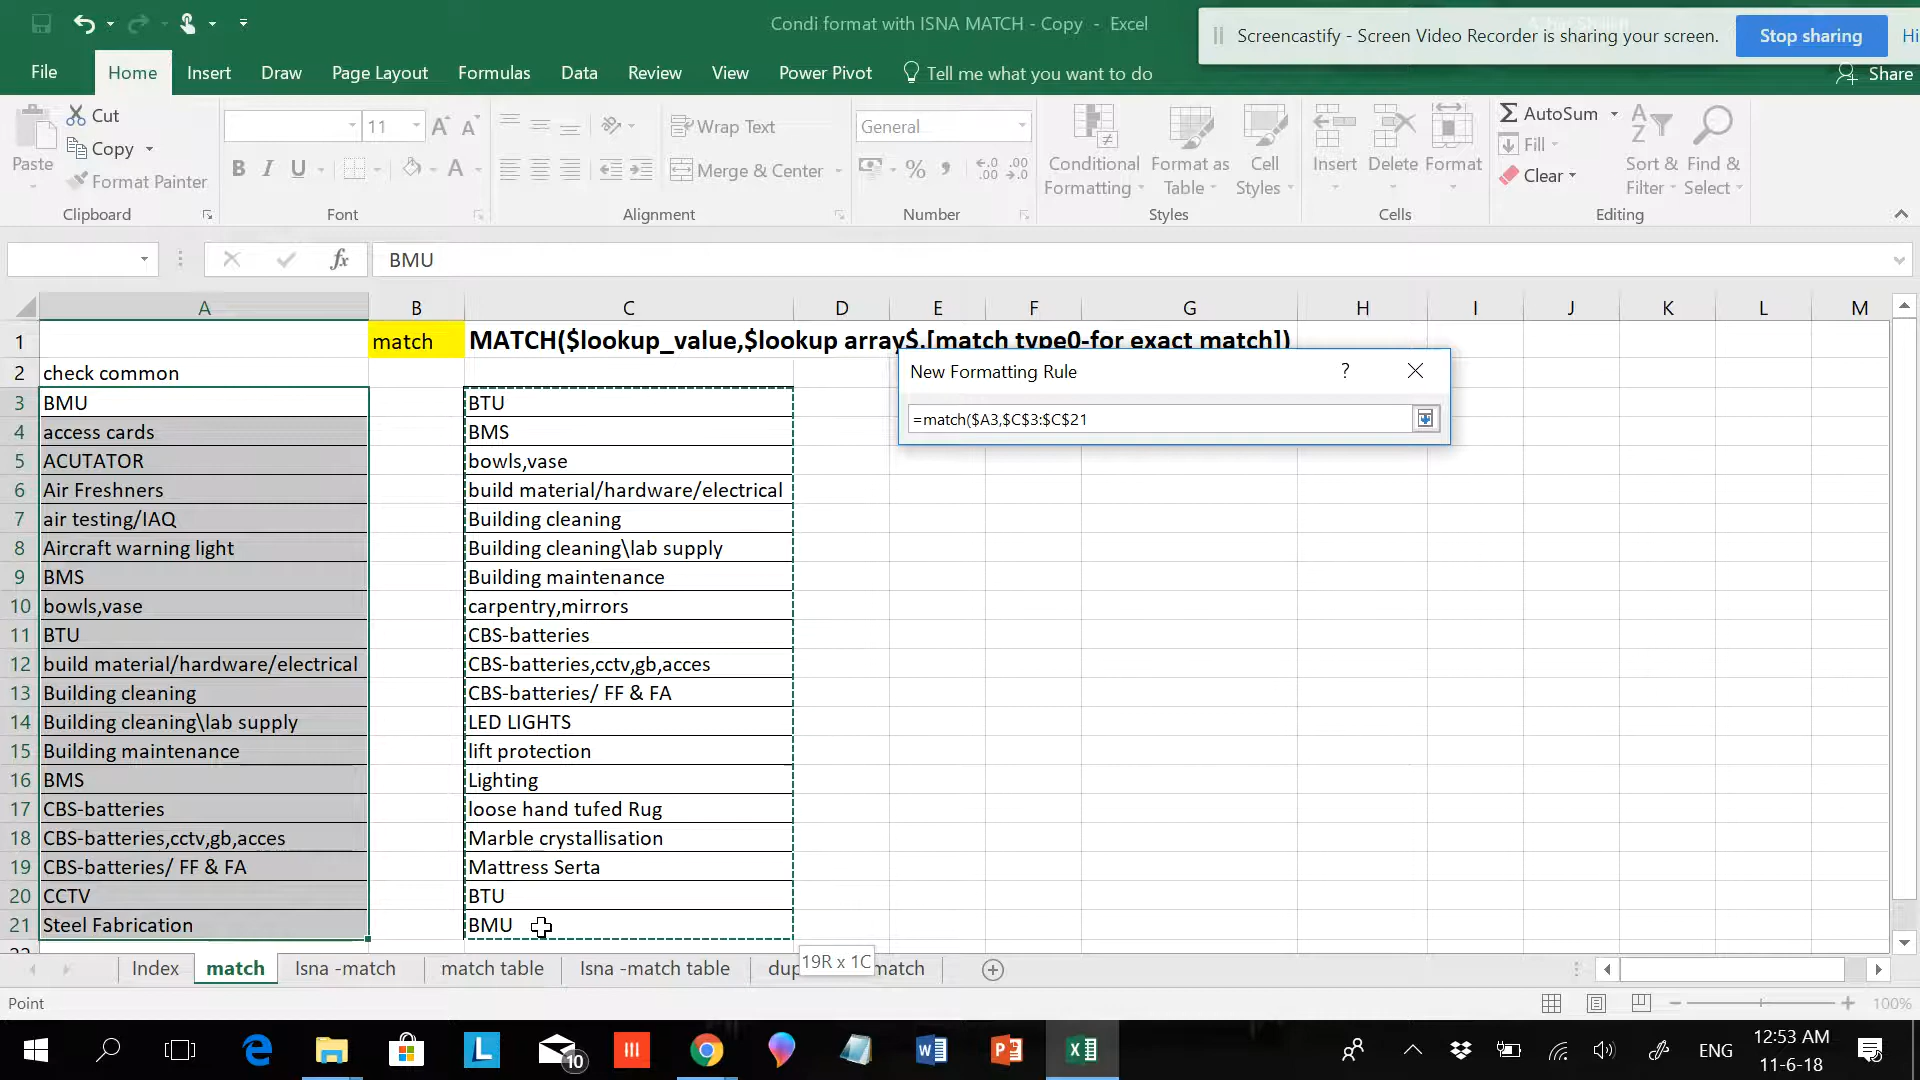 Condi format with ISNA MATCH - Copy - Excel
Screencastify - Screen Video Recorder is sharing your screen.
Stop sharing
Hi
File
Home
Insert
Draw
Page Layout
Formulas
Data
Review
View
Power Pivot
Tell me what you want to do
Share
Paste
Cut
Copy
Format Painter
Clipboard
11
B I U
Font
Wrap Text
Merge & Center
Alignment
General
Number
Conditional Formatting
Format as Table
Cell Styles
Styles
Insert
Delete
Format
Cells
AutoSum
Fill
Clear
Sort & Filter
Find & Select
Editing
fx
BMU
A B C D E F G H I J K L M
1 match MATCH($lookup_value,$lookup array$.[match type0-for exact match])
2 check common
3 BMU BTU
4 access cards BMS
5 ACUTATOR bowls,vase
6 Air Freshners build material/hardware/electrical
7 air testing/IAQ Building cleaning
8 Aircraft warning light Building cleaning\lab supply
9 BMS Building maintenance
10 bowls,vase carpentry,mirrors
11 BTU CBS-batteries
12 build material/hardware/electrical CBS-batteries,cctv,gb,acces
13 Building cleaning CBS-batteries/ FF & FA
14 Building cleaning\lab supply LED LIGHTS
15 Building maintenance lift protection
16 BMS Lighting
17 CBS-batteries loose hand tufed Rug
18 CBS-batteries,cctv,gb,acces Marble crystallisation
19 CBS-batteries/ FF & FA Mattress Serta
20 CCTV BTU
21 Steel Fabrication BMU
New Formatting Rule
?
=match($A3,$C$3:$C$21
19R x 1C
Index
match
Isna -match
match table
Isna -match table
dup
match
Point
100%
10
ENG
12:53 AM
11-6-18